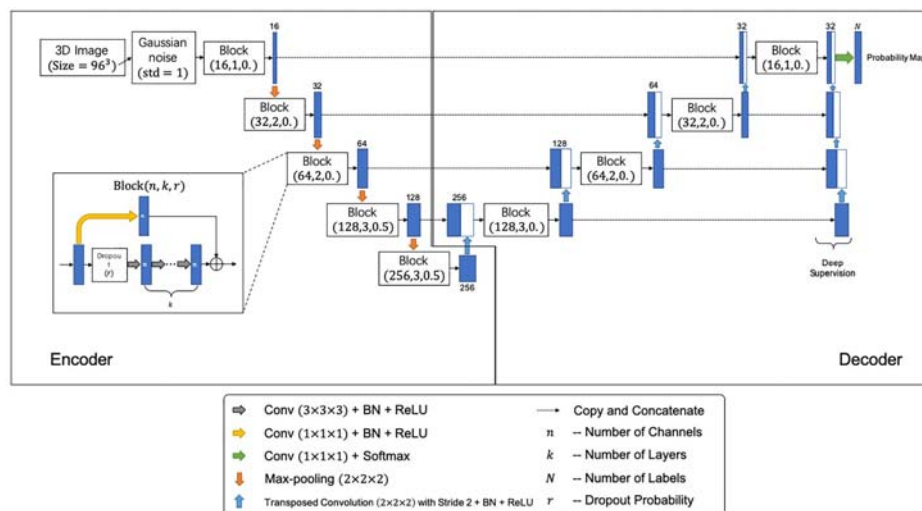 3D Image
(Size = 96³)
Gaussian
noise
(std = 1)
Block
(16,1,0.)
16
Block
(32,2,0.)
32
Block
(64,2,0.)
64
Block
(128,3,0.5)
128
Block
(256,3,0.5)
256
256
Block
(128,3,0.)
128
Block
(64,2,0.)
64
Block
(32,2,0.)
32
Block
(16,1,0.)
32
N
Probability Map
Deep
Supervision
Block(n, k, r)
Dropou
t
(r)
k
Encoder
Decoder
Conv (3×3×3) + BN + ReLU
Conv (1×1×1) + BN + ReLU
Conv (1×1×1) + Softmax
Max-pooling (2×2×2)
Transposed Convolution (2×2×2) with Stride 2 + BN + ReLU
Copy and Concatenate
n -- Number of Channels
k -- Number of Layers
N -- Number of Labels
r -- Dropout Probability